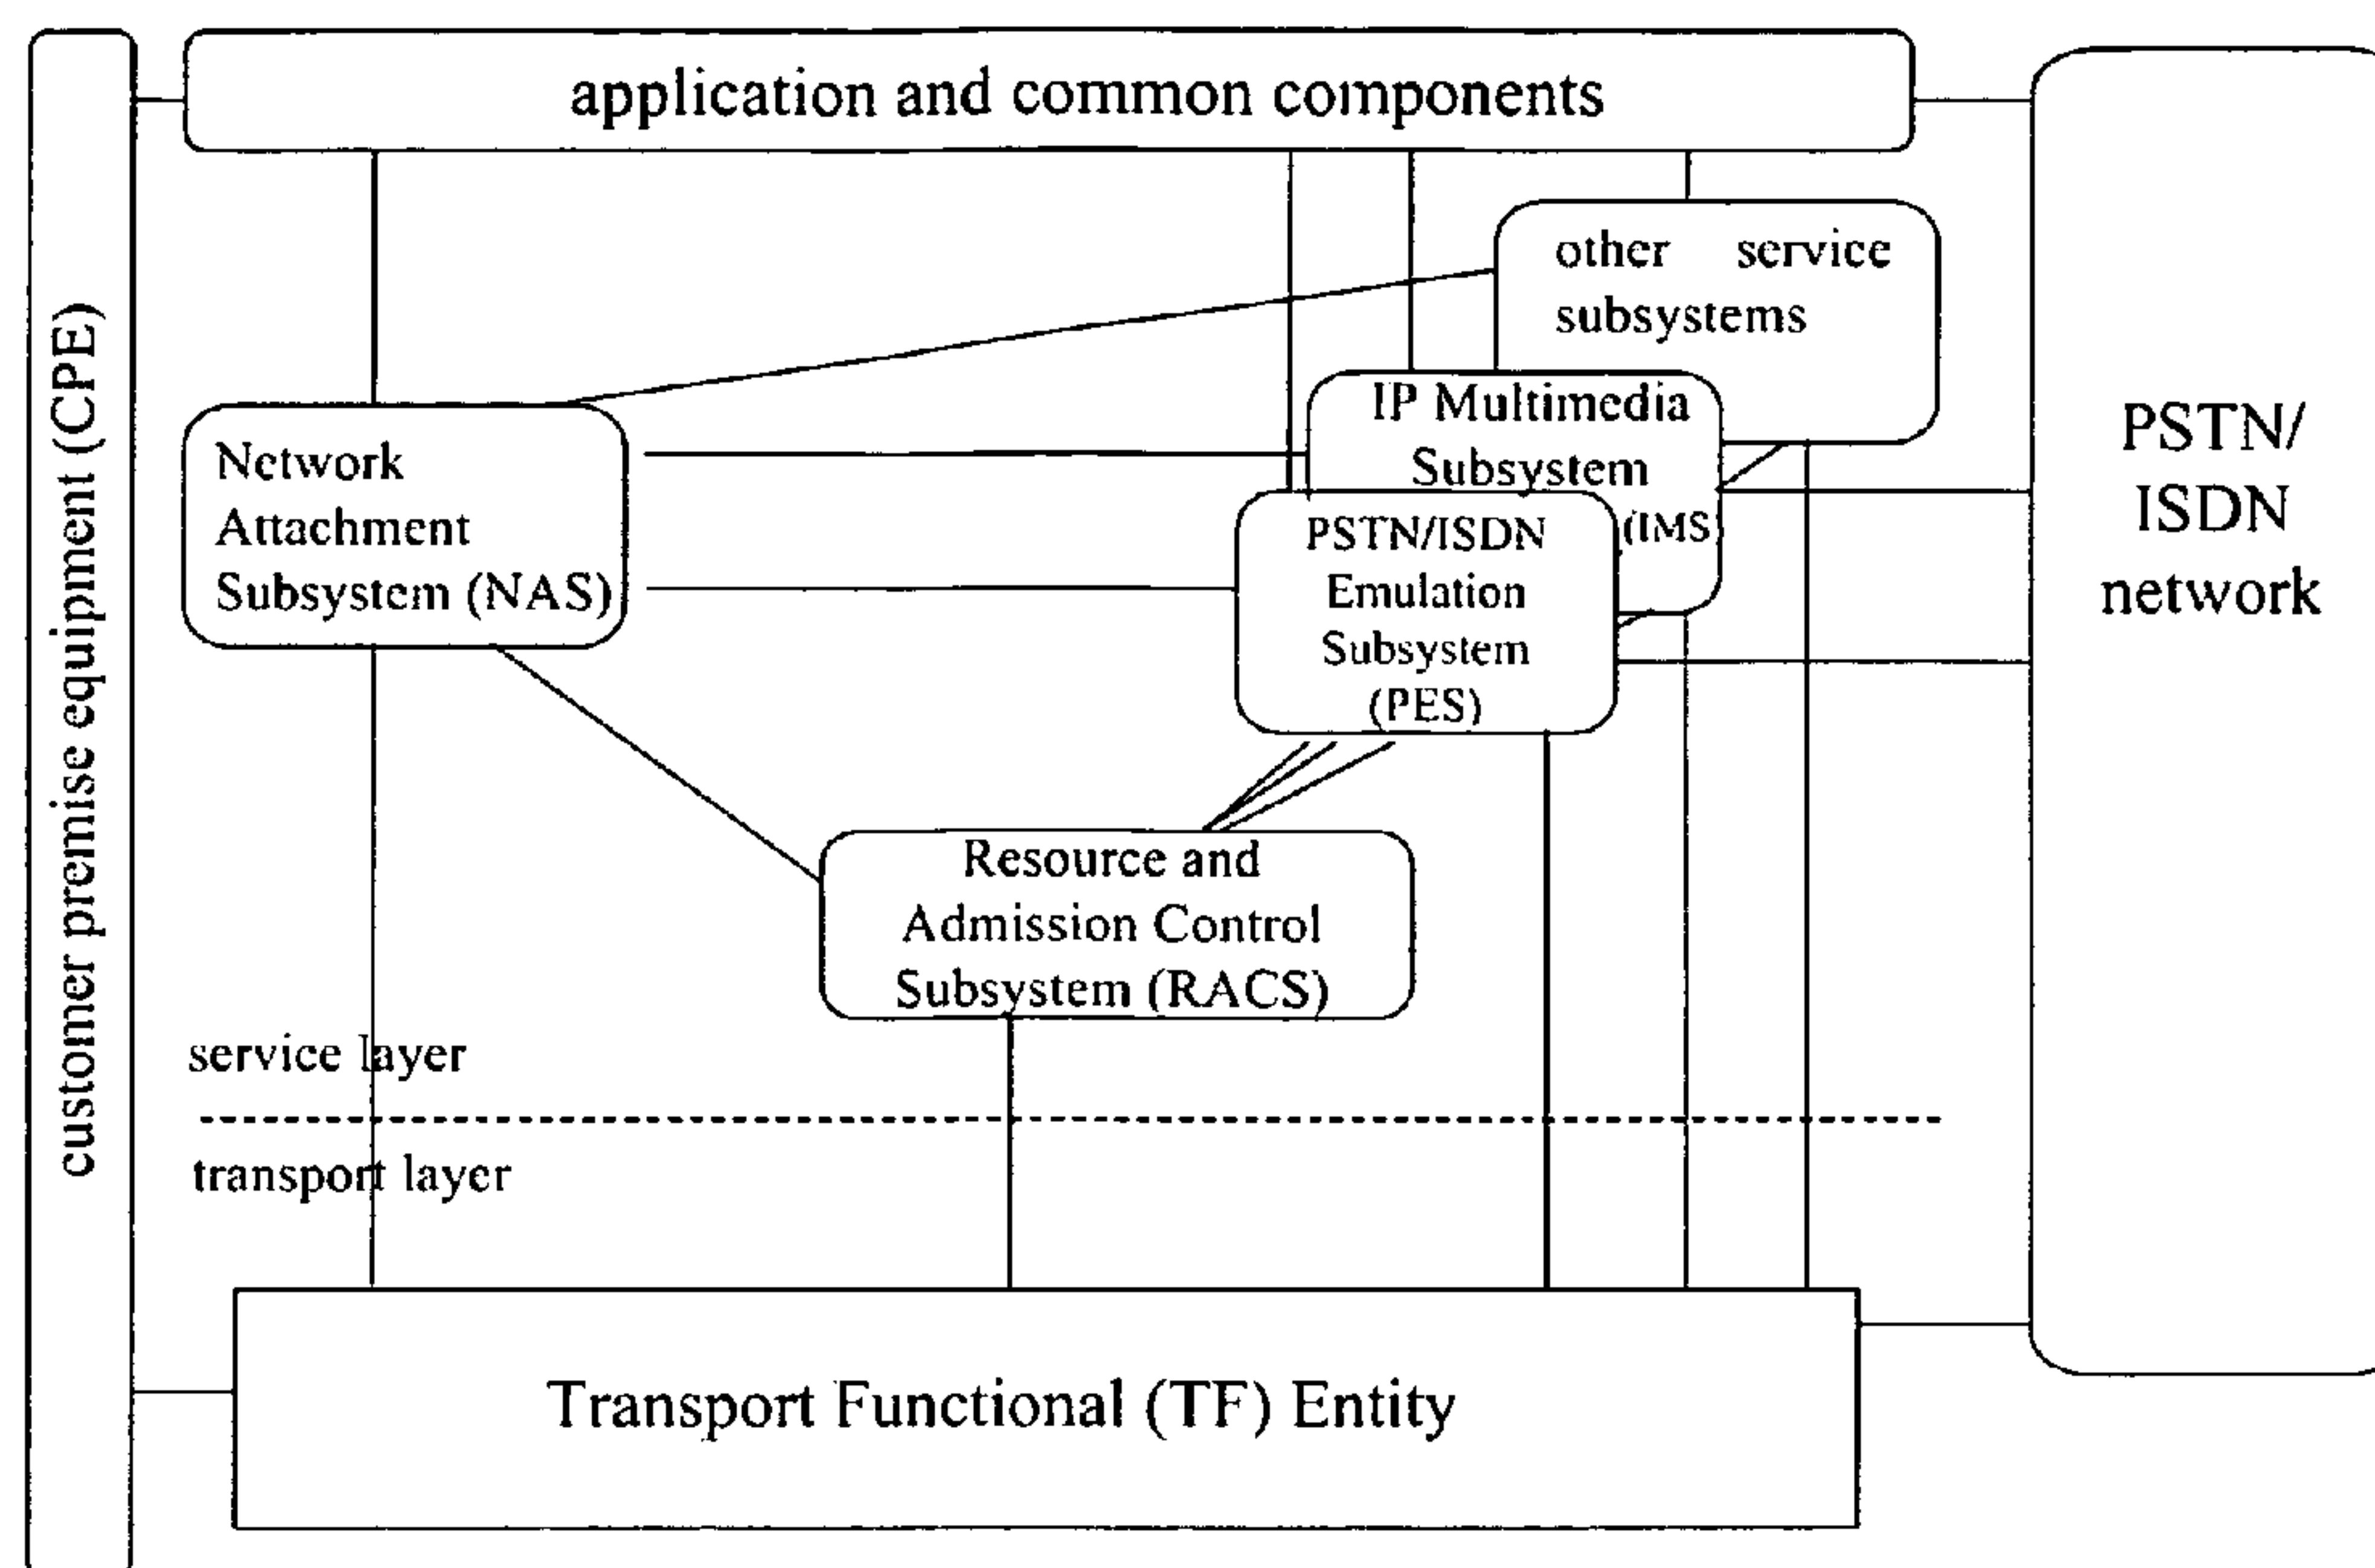 application and common components
customer premise equipment (CPE)
other service
subsystems
IP Multimedia
Subsystem
(IMS)
Network
Attachment
Subsystem (NAS)
PSTN/ISDN
Emulation
Subsystem
(PES)
PSTN/
ISDN
network
Resource and
Admission Control
Subsystem (RACS)
service layer
transport layer
Transport Functional (TF) Entity